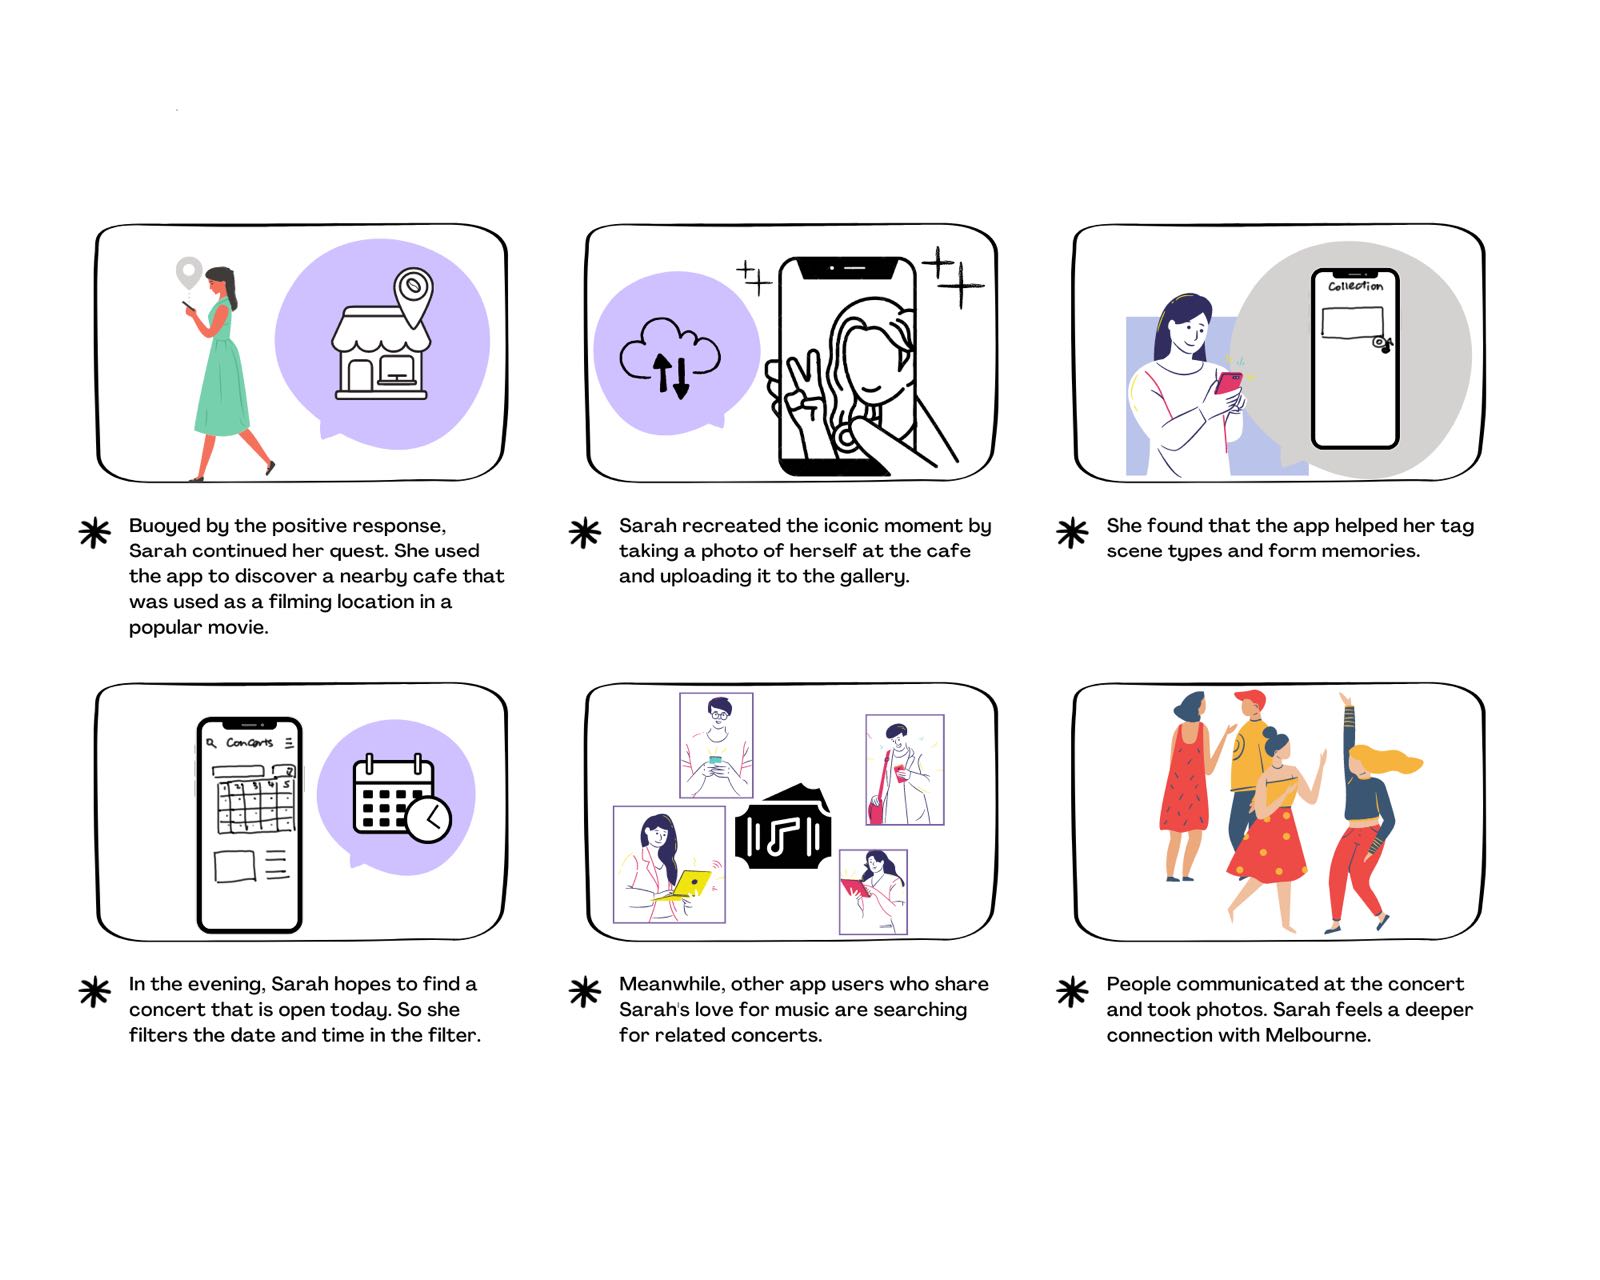 Collection
Buoyed by the positive response,
Sarah continued her quest. She used
the app to discover a nearby cafe that
was used as a filming location in a
popular movie.
Sarah recreated the iconic moment by
taking a photo of herself at the cafe
and uploading it to the gallery.
She found that the app helped her tag
scene types and form memories.
Concerts
1 2 3 4 5
In the evening, Sarah hopes to find a
concert that is open today. So she
filters the date and time in the filter.
Meanwhile, other app users who share
Sarah's love for music are searching
for related concerts.
People communicated at the concert
and took photos. Sarah feels a deeper
connection with Melbourne.